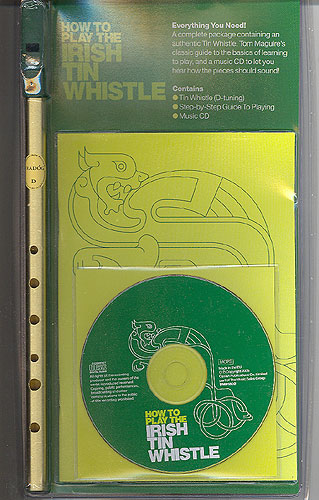 HOW TO
PLAY THE
IRISH
TIN
WHISTLE
Everything You Need!
A complete package containing an
authentic Tin Whistle, Tom Maguire's
classic guide to the basics of learning
to play, and a music CD to let you
hear how the pieces should sound!
Contains
Tin Whistle (D-tuning)
Step-by-Step Guide To Playing
Music CD
D
HOW TO
PLAY THE
IRISH
TIN
WHISTLE